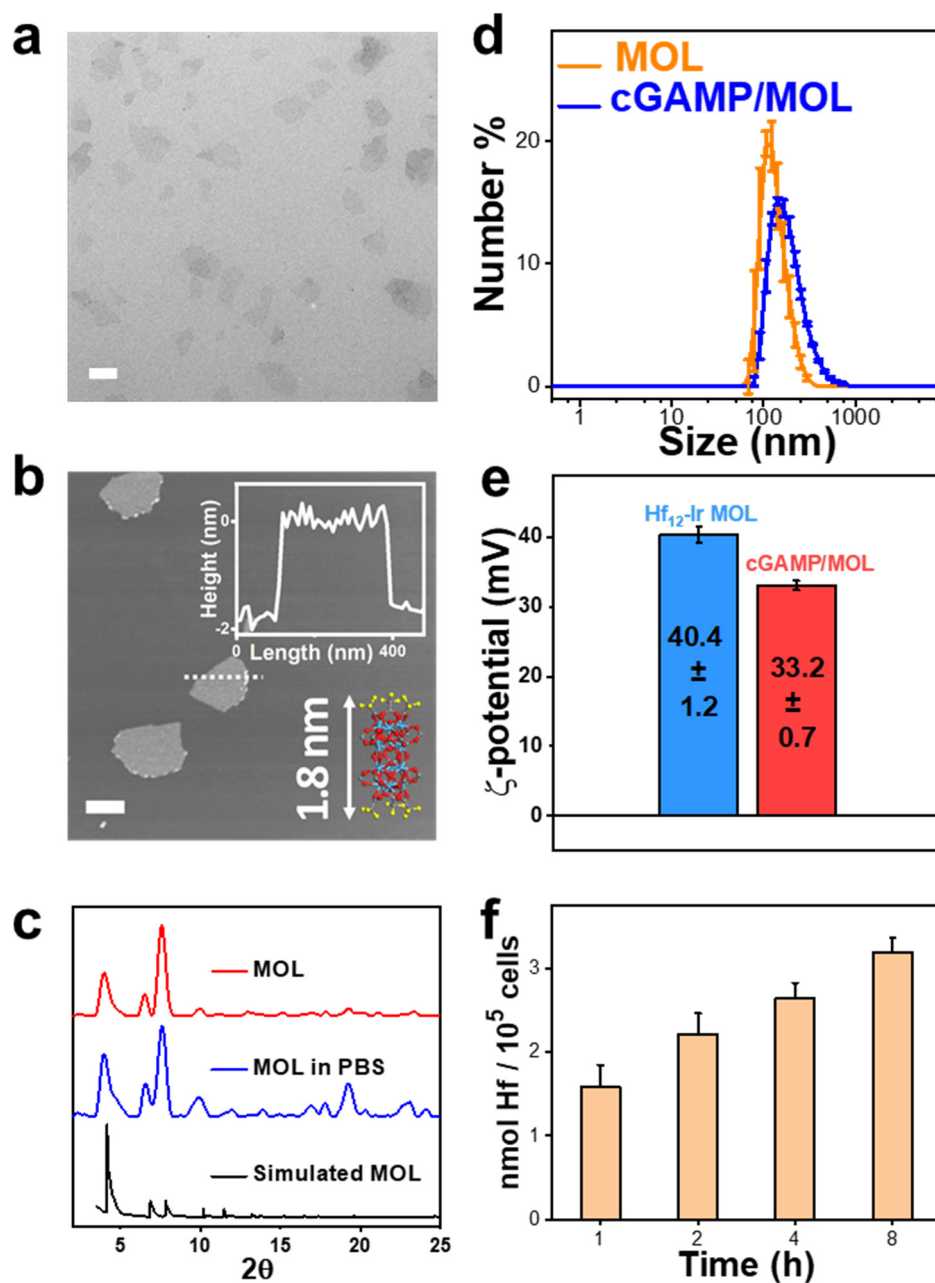 a
b
Height (nm)
0
-2
0
Length (nm)
400
1.8 nm
c
MOL
MOL in PBS
Simulated MOL
5
10
15
20
25
2θ
d
MOL
cGAMP/MOL
Number %
20
10
0
1
10
100
1000
Size (nm)
e
ζ-potential (mV)
40
30
20
10
0
Hf₁₂-Ir MOL
cGAMP/MOL
40.4
±
1.2
33.2
±
0.7
f
nmol Hf / 10⁵ cells
3
2
1
0
1
2
4
8
Time (h)